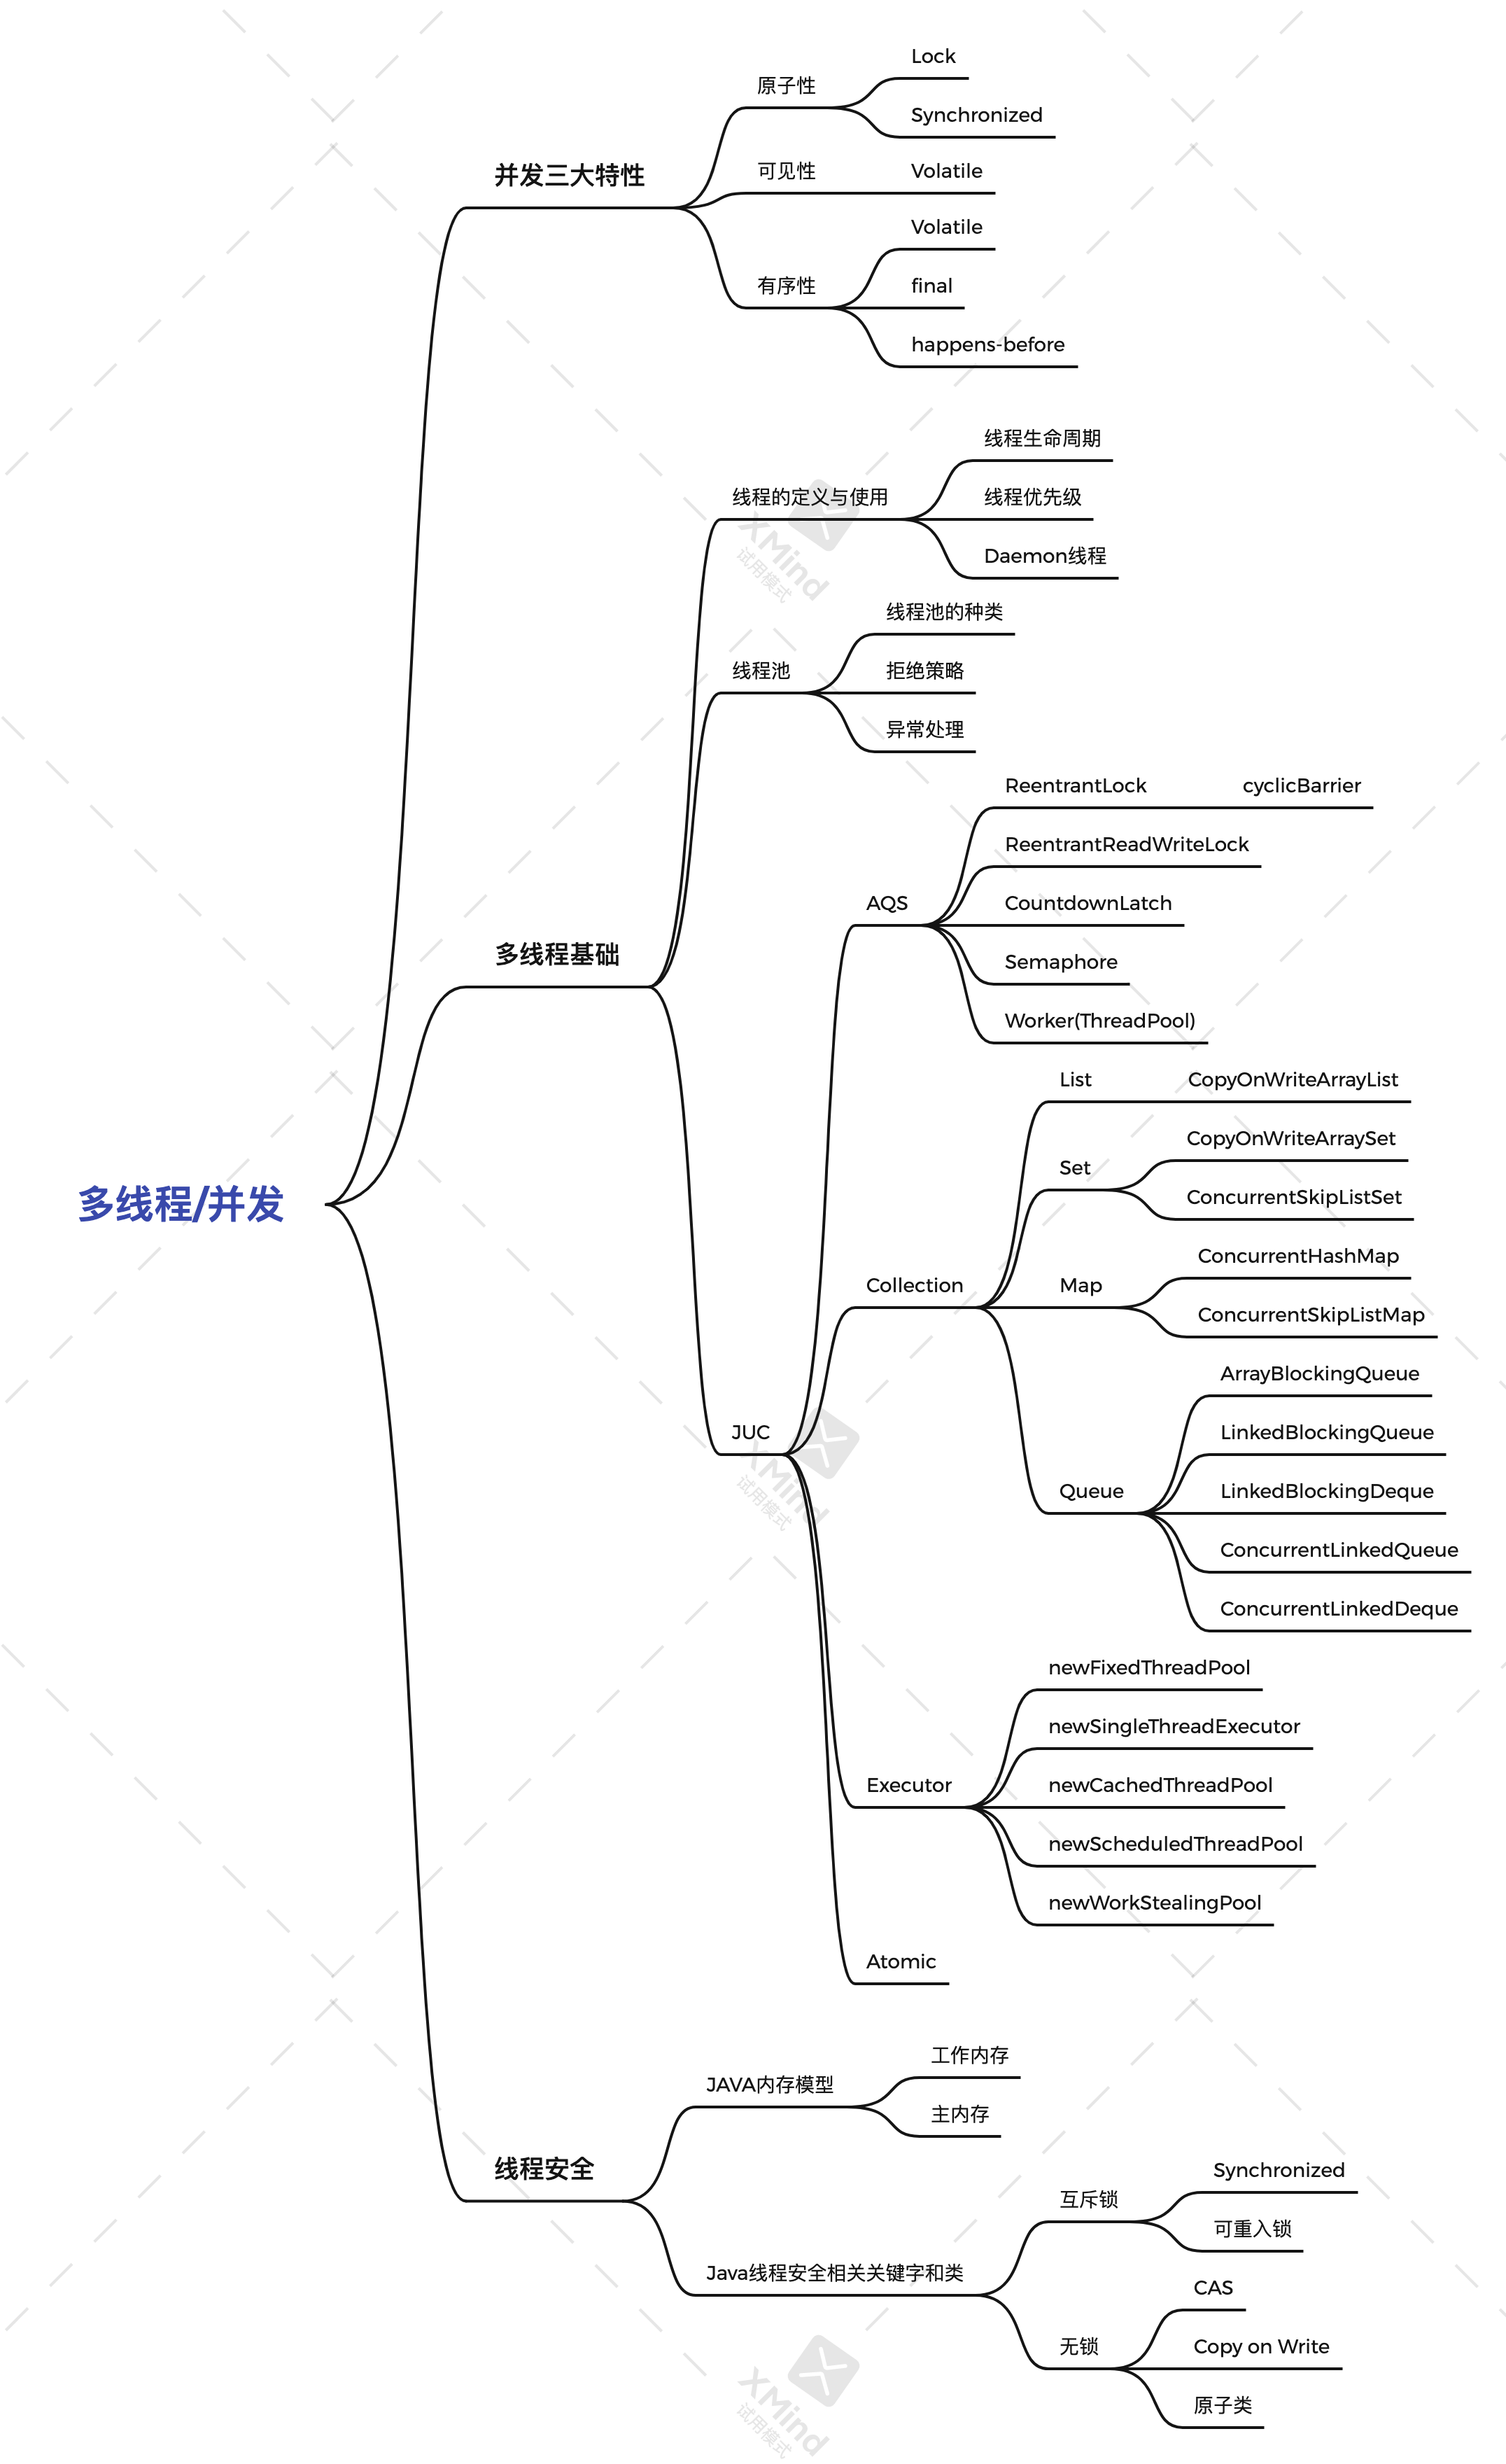 Lock
原子性
Synchronized
并发三大特性
可见性
Volatile
Volatile
有序性
final
happens-before
线程生命周期
线程的定义与使用
线程优先级
Daemon线程
XMind
试用模式
线程池的种类
线程池
拒绝策略
异常处理
ReentrantLock
cyclicBarrier
ReentrantReadWriteLock
AQS
CountdownLatch
多线程基础
Semaphore
Worker(ThreadPool)
List
CopyOnWriteArrayList
CopyOnWriteArraySet
Set
多线程/并发
ConcurrentSkipListSet
ConcurrentHashMap
Collection
Map
ConcurrentSkipListMap
ArrayBlockingQueue
JUC
LinkedBlockingQueue
XMind
试用模式
Queue
LinkedBlockingDeque
ConcurrentLinkedQueue
ConcurrentLinkedDeque
newFixedThreadPool
newSingleThreadExecutor
Executor
newCachedThreadPool
newScheduledThreadPool
newWorkStealingPool
Atomic
工作内存
JAVA内存模型
主内存
线程安全
Synchronized
互斥锁
可重入锁
Java线程安全相关关键字和类
CAS
无锁
Copy on Write
原子类
XMind
试用模式